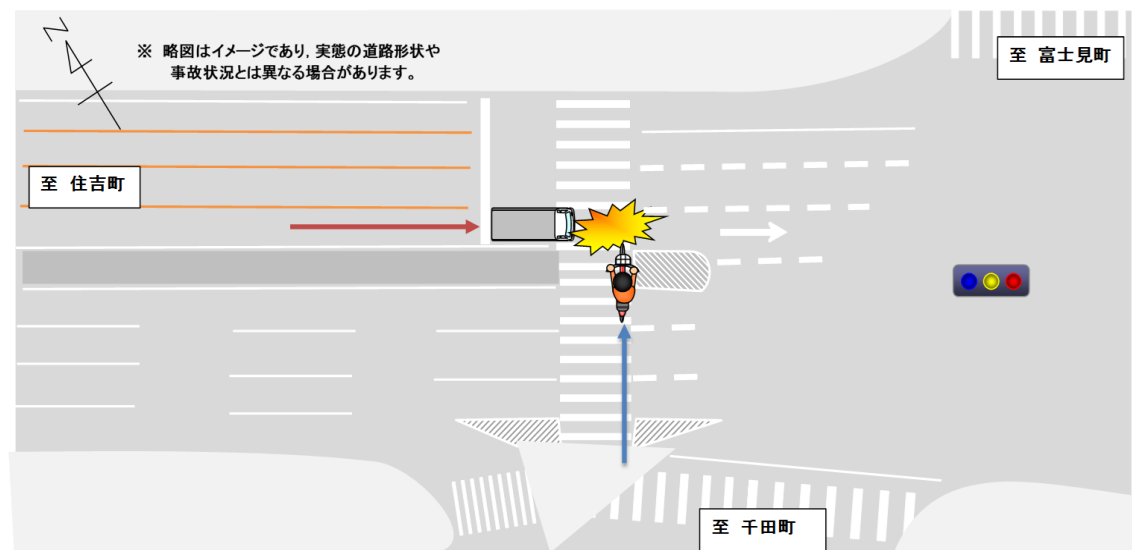 ※ 略図はイメージであり,実態の道路形状や
事故状況とは異なる場合があります。
至 富士見町
至 住吉町
至 千田町